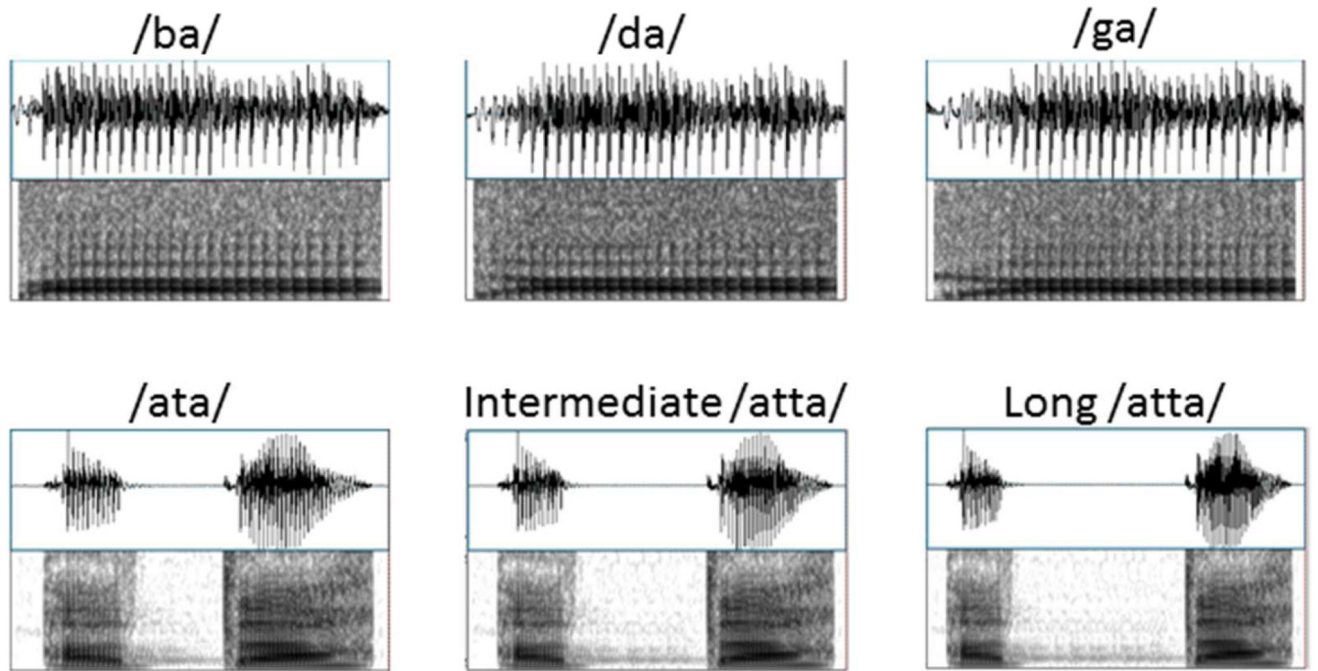 /ba/
/da/
/ga/
/ata/
Intermediate /atta/
Long /atta/